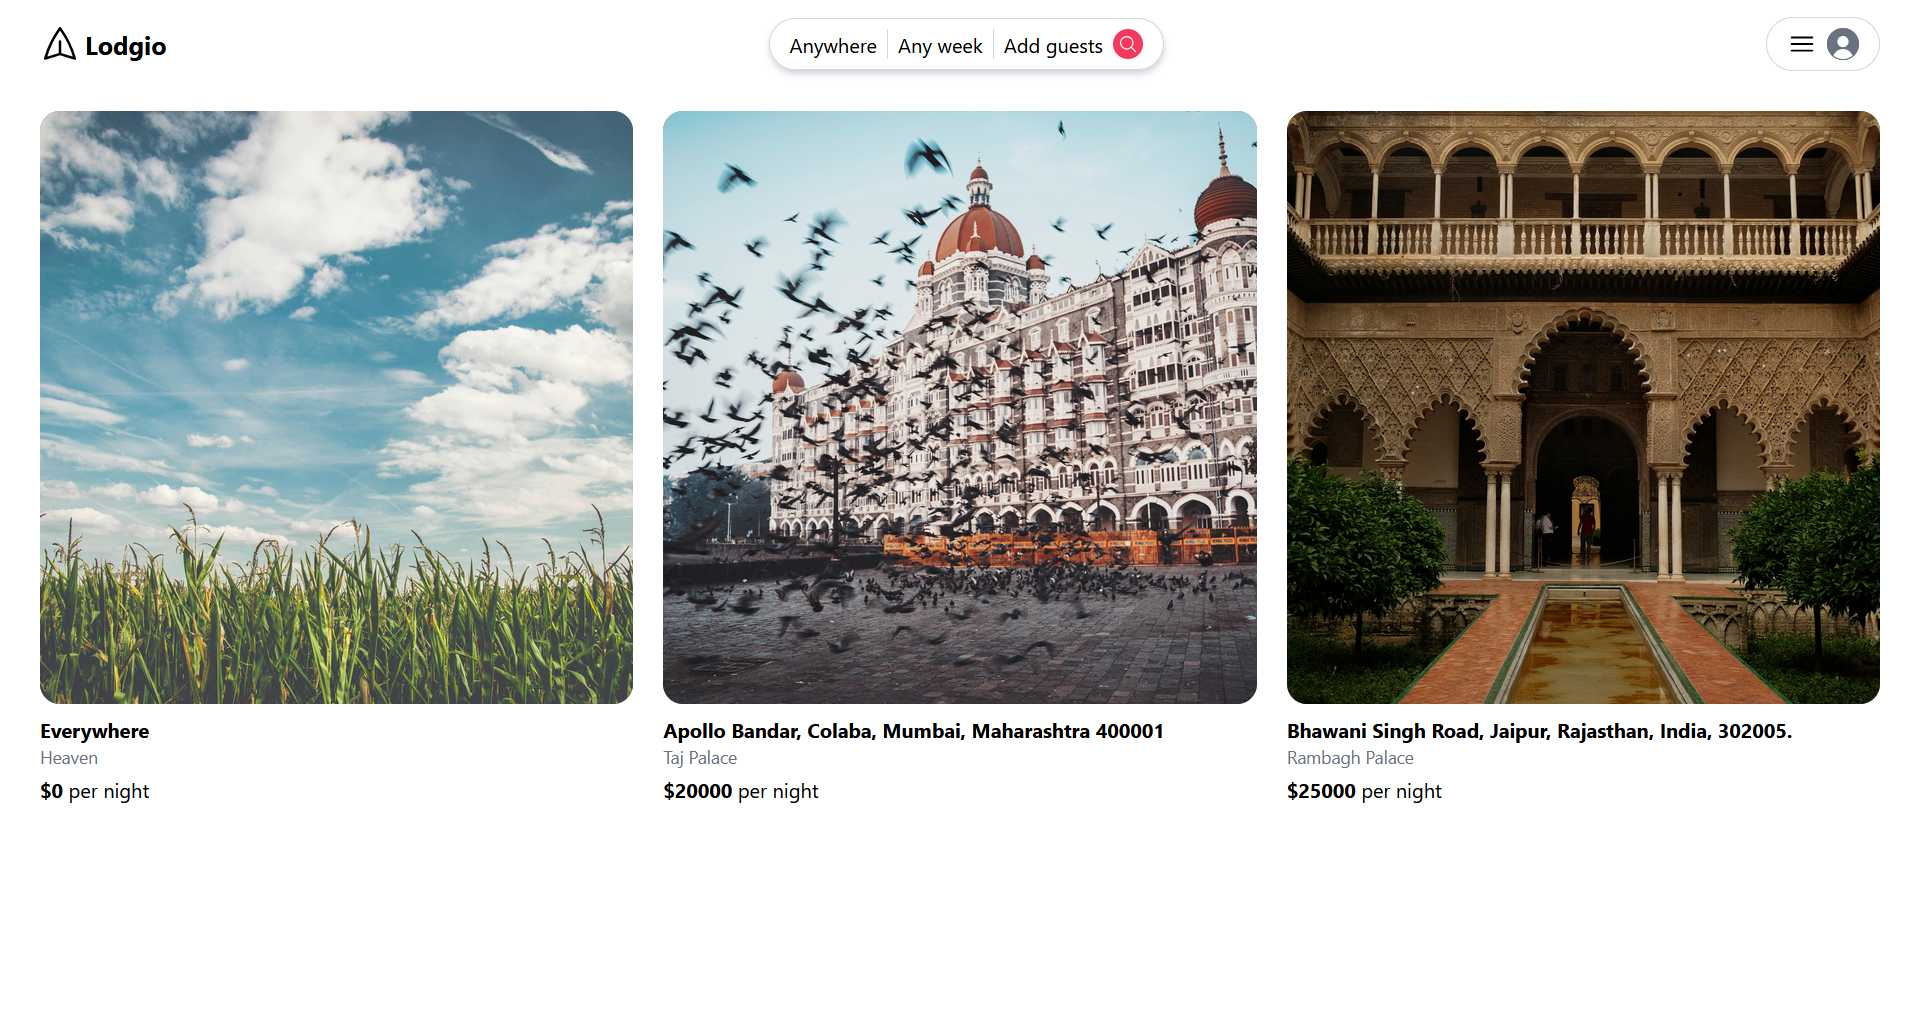 Lodgio
Anywhere
Any week
Add guests
Everywhere
Heaven
$0 per night
Apollo Bandar, Colaba, Mumbai, Maharashtra 400001
Taj Palace
$20000 per night
Bhawani Singh Road, Jaipur, Rajasthan, India, 302005.
Rambagh Palace
$25000 per night